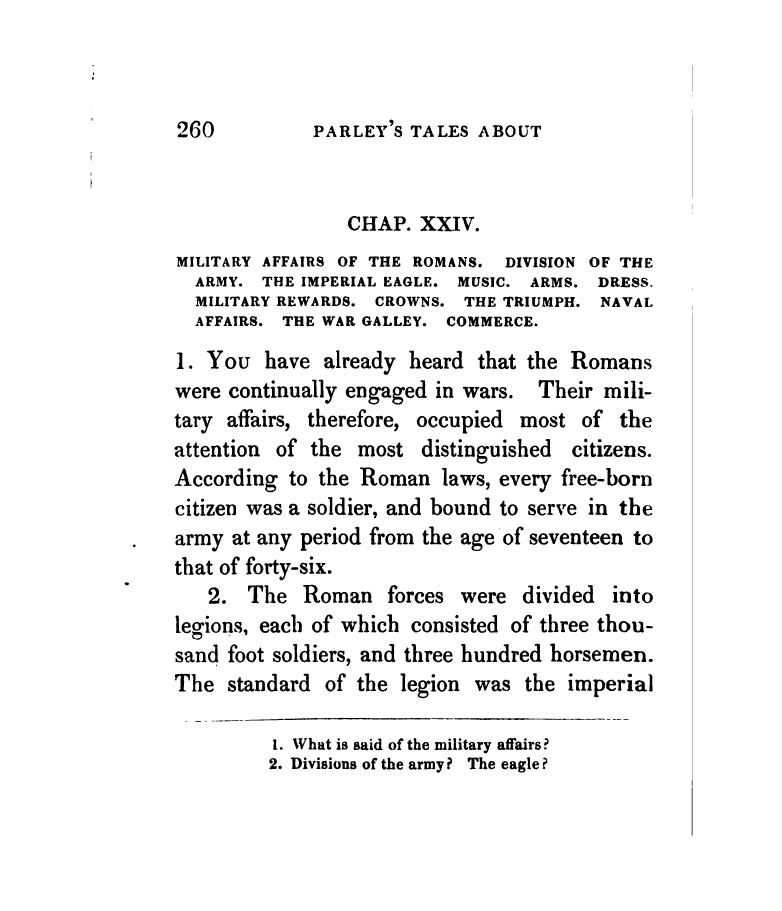 260 PARLEY'S TALES ABOUT
CHAP. XXIV.
MILITARY AFFAIRS OF THE ROMANS. DIVISION OF THE
ARMY. THE IMPERIAL EAGLE. MUSIC. ARMS. DRESS.
MILITARY REWARDS. CROWNS. THE TRIUMPH. NAVAL
AFFAIRS. THE WAR GALLEY. COMMERCE.
1. YOU have already heard that the Romans
were continually engaged in wars. Their mili-
tary affairs, therefore, occupied most of the
attention of the most distinguished citizens.
According to the Roman laws, every free-born
citizen was a soldier, and bound to serve in the
army at any period from the age of seventeen to
that of forty-six.
2. The Roman forces were divided into
legions, each of which consisted of three thou-
sand foot soldiers, and three hundred horsemen.
The standard of the legion was the imperial
1. What is said of the military affairs?
2. Divisions of the army? The eagle?